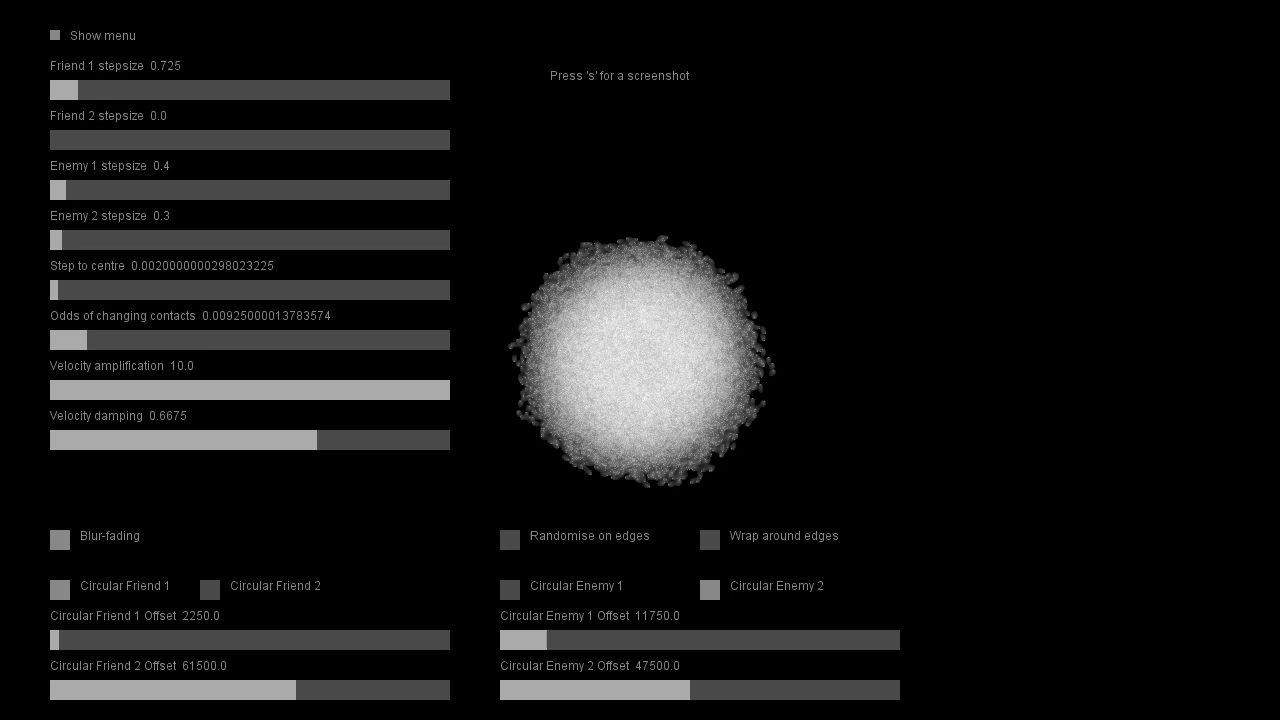 Show menu
Friend 1 stepsize  0.725
Press 's' for a screenshot
Friend 2 stepsize  0.0
Enemy 1 stepsize  0.4
Enemy 2 stepsize  0.3
Step to centre  0.0020000000298023225
Odds of changing contacts  0.00925000013783574
Velocity amplification  10.0
Velocity damping  0.6675
Blur-fading
Randomise on edges
Wrap around edges
Circular Friend 1
Circular Friend 2
Circular Enemy 1
Circular Enemy 2
Circular Friend 1 Offset  2250.0
Circular Enemy 1 Offset  11750.0
Circular Friend 2 Offset  61500.0
Circular Enemy 2 Offset  47500.0